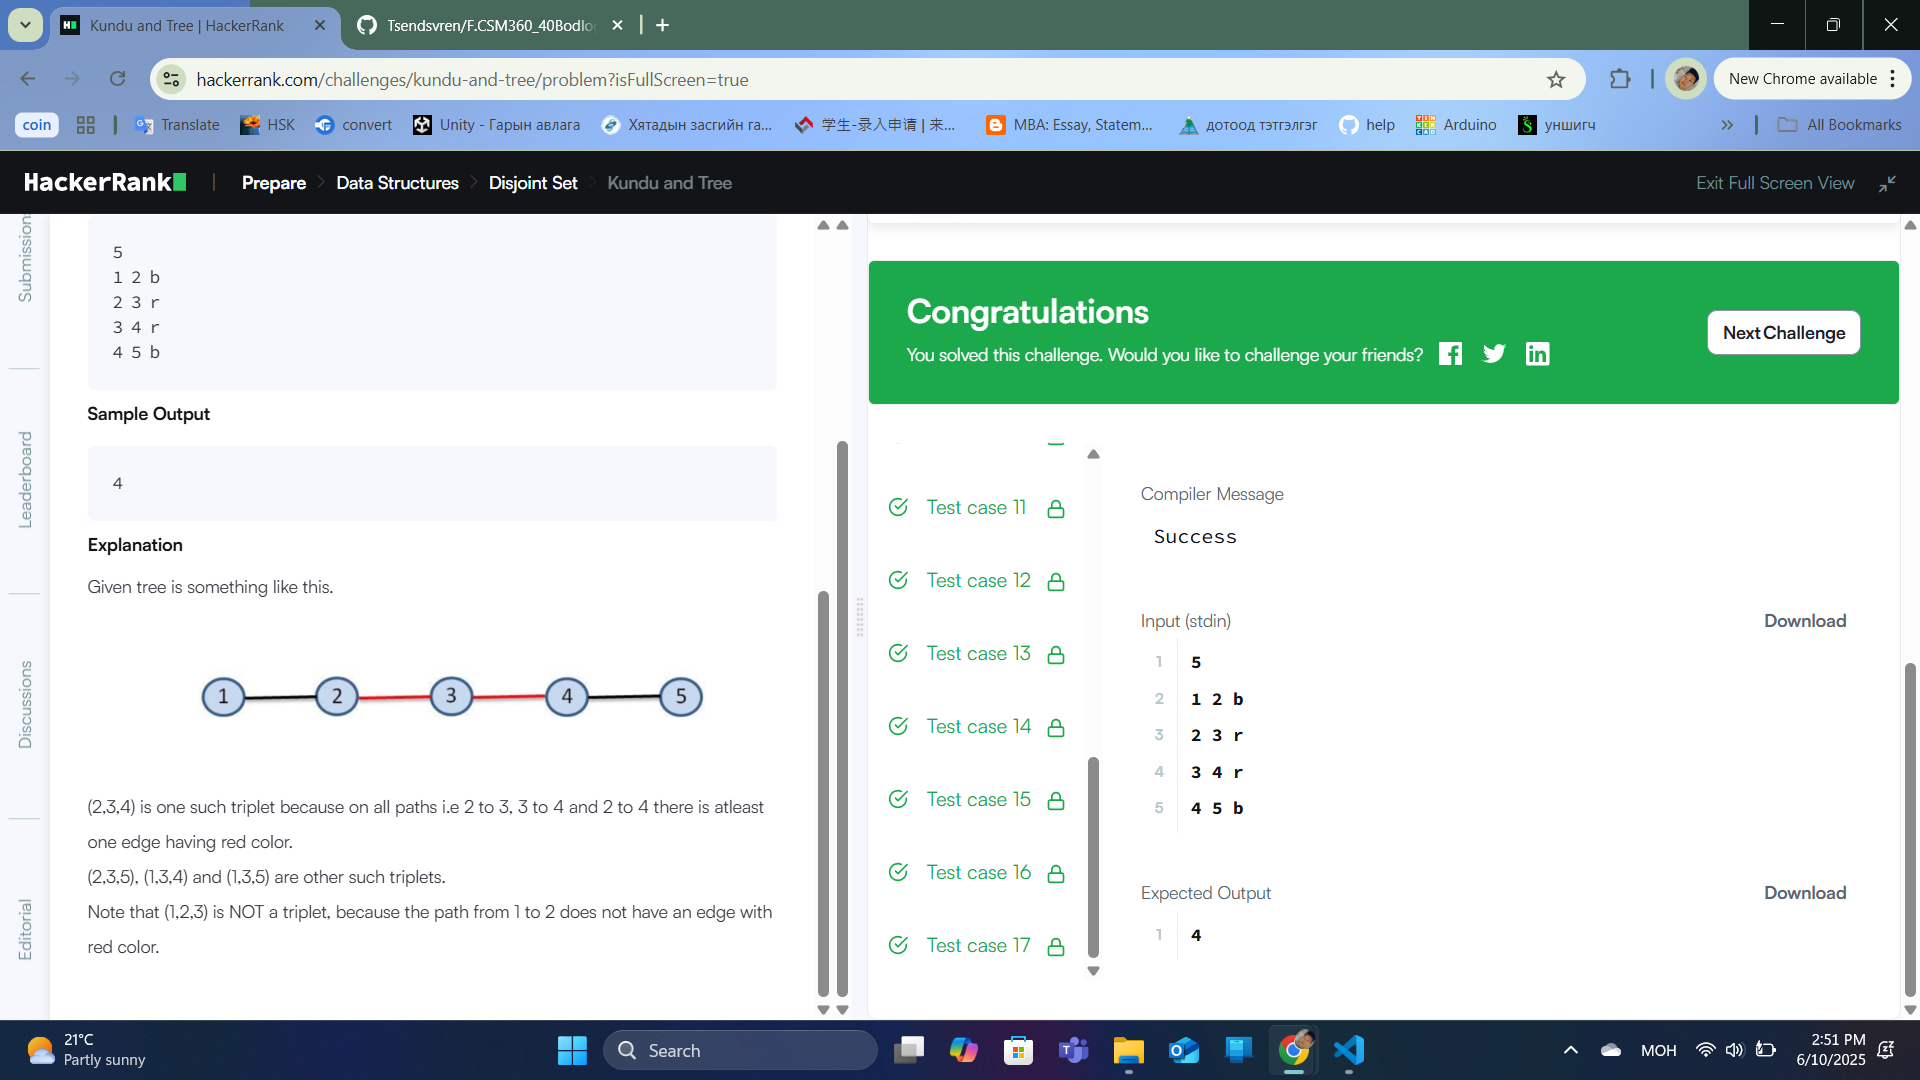 Kundu and Tree | HackerRank
Tsendsvren/F.CSM360_40Bodlo
hackerrank.com/challenges/kundu-and-tree/problem?isFullScreen=true
New Chrome available
coin
Translate
HSK
convert
Unity - Гарын авлага
Хятадын засгийн га...
学生-录入申请 | 来...
MBA: Essay, Statem...
дотоод тэтгэлгэг
help
Arduino
уншигч
All Bookmarks
HackerRank
Prepare
Data Structures
Disjoint Set
Kundu and Tree
Exit Full Screen View
Submissions
Leaderboard
Discussions
Editorial
5
1 2 b
2 3 r
3 4 r
4 5 b
Sample Output
4
Explanation
Given tree is something like this.
1 2 3 4 5
(2,3,4) is one such triplet because on all paths i.e 2 to 3, 3 to 4 and 2 to 4 there is atleast
one edge having red color.
(2,3,5), (1,3,4) and (1,3,5) are other such triplets.
Note that (1,2,3) is NOT a triplet, because the path from 1 to 2 does not have an edge with
red color.
Congratulations
You solved this challenge. Would you like to challenge your friends?
Next Challenge
Test case 11
Test case 12
Test case 13
Test case 14
Test case 15
Test case 16
Test case 17
Compiler Message
Success
Input (stdin)
Download
1 5
2 1 2 b
3 2 3 r
4 3 4 r
5 4 5 b
Expected Output
Download
1 4
21°C
Partly sunny
Search
МОН
2:51 PM
6/10/2025